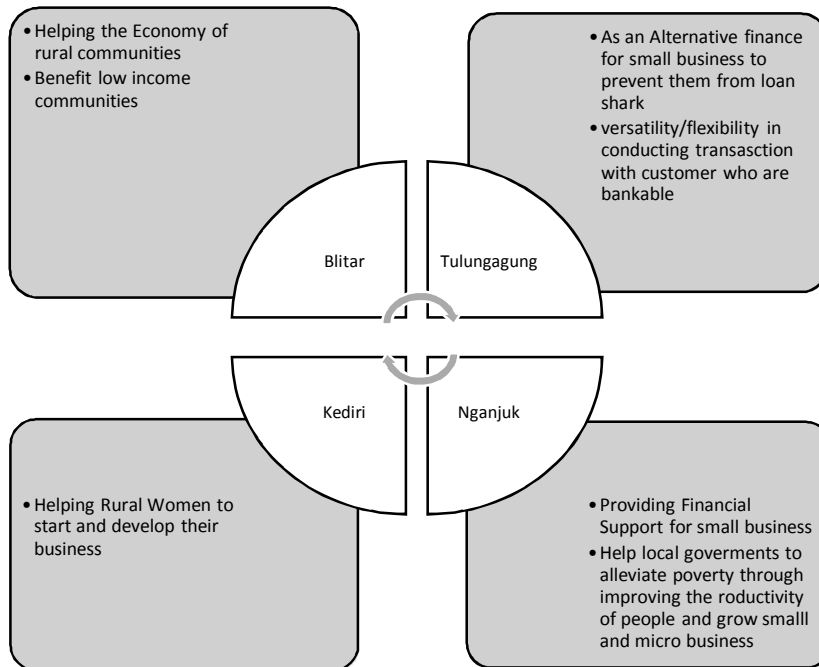 • Helping the Economy of
rural communities
• Benefit low income
communities
• As an Alternative finance
for small business to
prevent them from loan
shark
• versatility/flexibility in
conducting transasction
with customer who are
bankable
Blitar
Tulungagung
Kediri
Nganjuk
• Helping Rural Women to
start and develop their
business
• Providing Financial
Support for small business
• Help local goverments to
alleviate poverty through
improving the roductivity
of people and grow smalll
and micro business